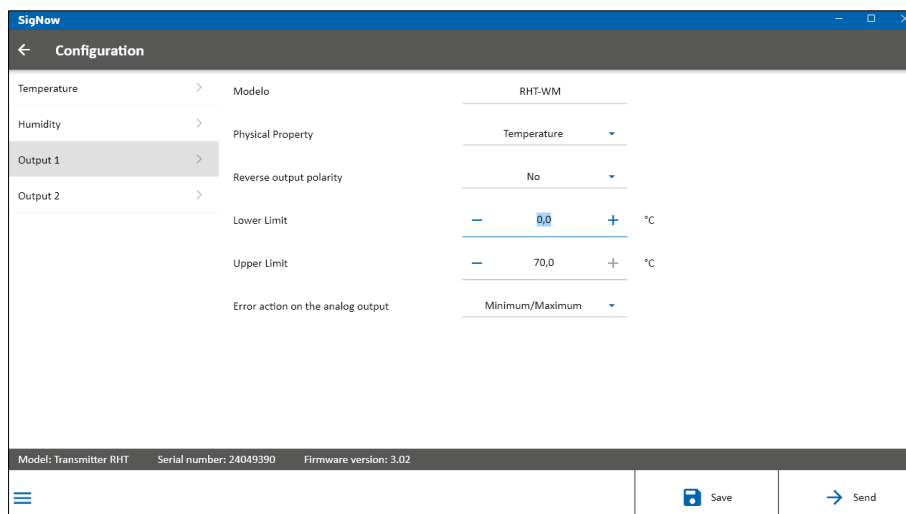 SigNow
Configuration
Temperature
Humidity
Output 1
Output 2
Modelo RHT-WM
Physical Property Temperature
Reverse output polarity No
Lower Limit 0,0 °C
Upper Limit 70,0 °C
Error action on the analog output Minimum/Maximum
Model: Transmitter RHT Serial number: 24049390 Firmware version: 3.02
Save Send